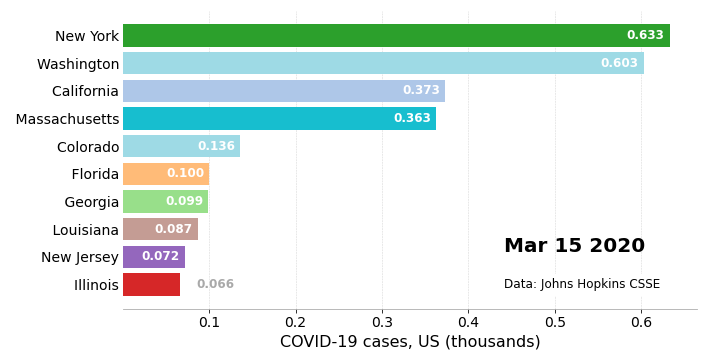 New York 0.633
Washington 0.603
California 0.373
Massachusetts 0.363
Colorado 0.136
Florida 0.100
Georgia 0.099
Louisiana 0.087
New Jersey 0.072
Illinois 0.066
Mar 15 2020
Data: Johns Hopkins CSSE
0.1 0.2 0.3 0.4 0.5 0.6
COVID-19 cases, US (thousands)